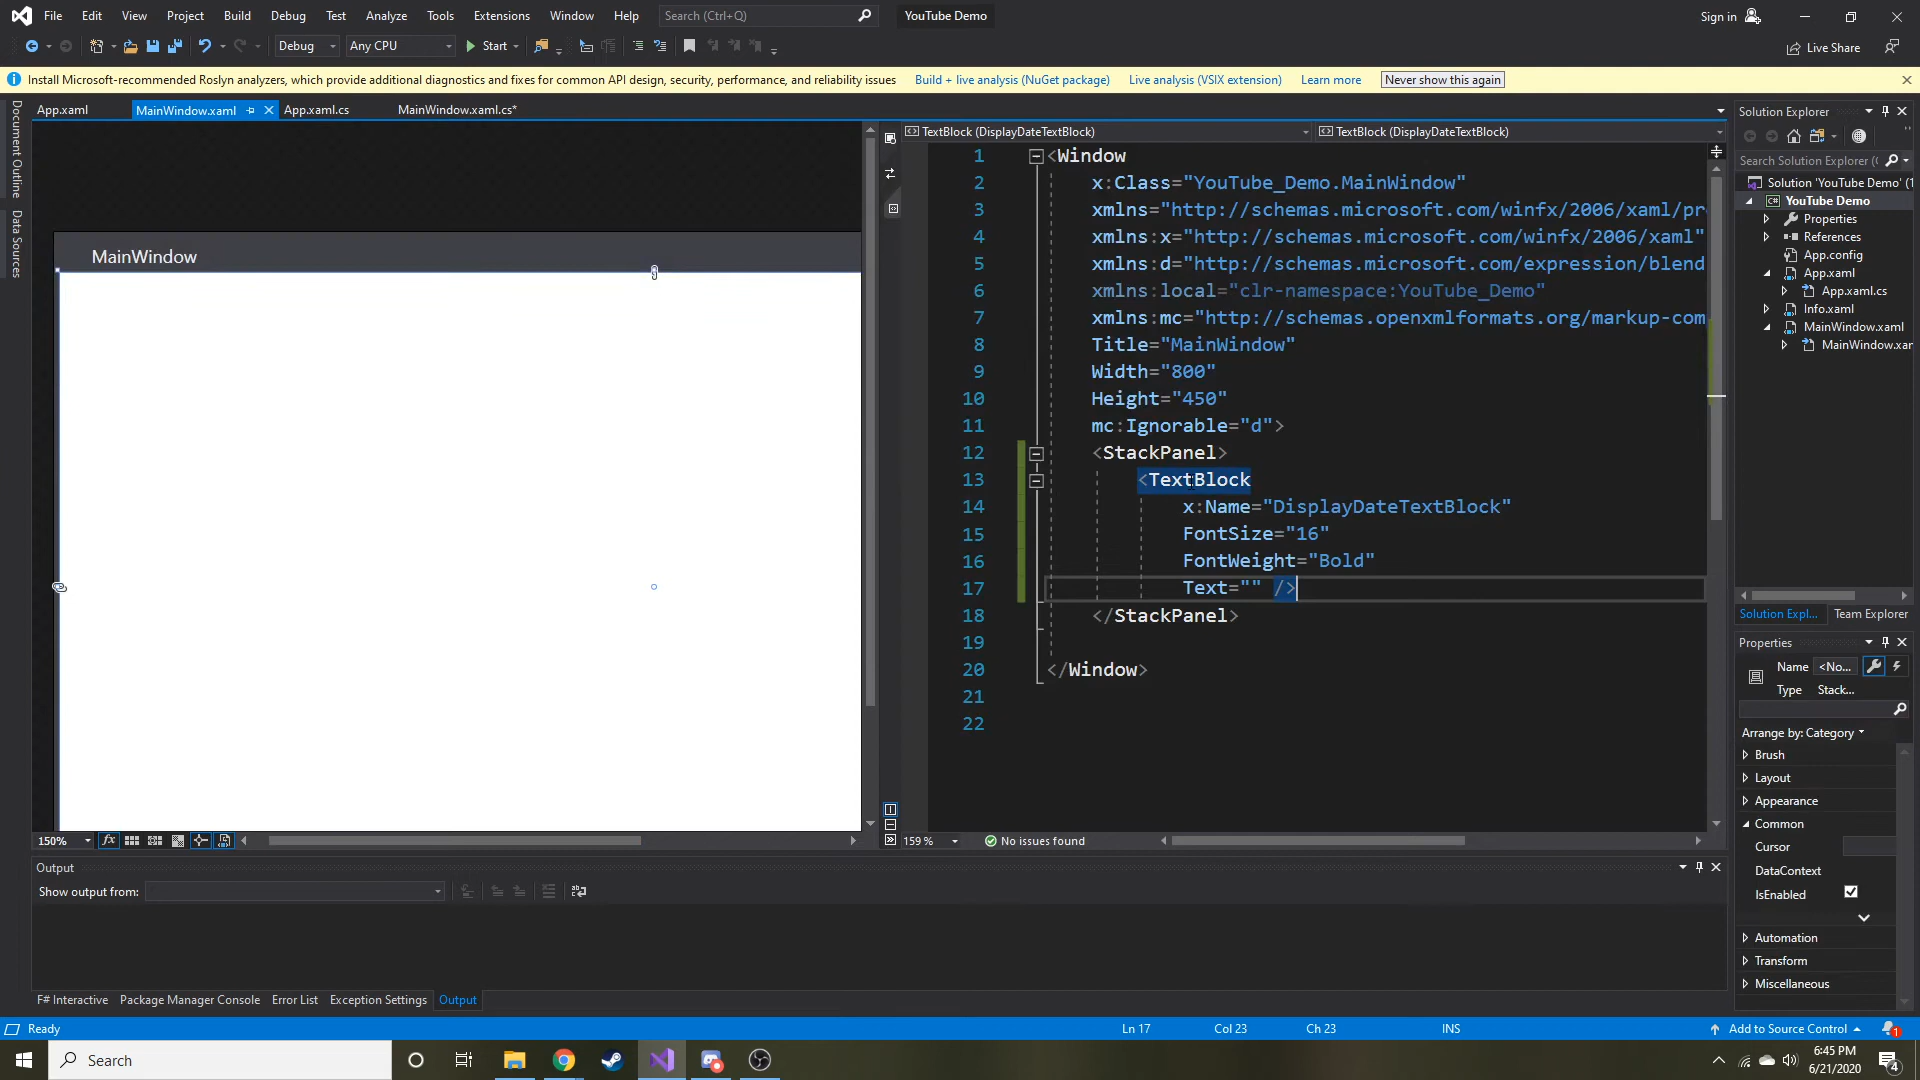 File Edit View Project Build Debug Test Analyze Tools Extensions Window Help Search (Ctrl+Q) YouTube Demo Sign in
Debug Any CPU Start Live Share
Install Microsoft-recommended Roslyn analyzers, which provide additional diagnostics and fixes for common API design, security, performance, and reliability issues Build + live analysis (NuGet package) Live analysis (VSIX extension) Learn more Never show this again
App.xaml MainWindow.xaml App.xaml.cs MainWindow.xaml.cs*
Document Outline
Data Sources
MainWindow
150%
TextBlock (DisplayDateTextBlock) TextBlock (DisplayDateTextBlock)
1 <Window
2 x:Class="YouTube_Demo.MainWindow"
3 xmlns="http://schemas.microsoft.com/winfx/2006/xaml/pr
4 xmlns:x="http://schemas.microsoft.com/winfx/2006/xaml"
5 xmlns:d="http://schemas.microsoft.com/expression/blend
6 xmlns:local="clr-namespace:YouTube_Demo"
7 xmlns:mc="http://schemas.openxmlformats.org/markup-com
8 Title="MainWindow"
9 Width="800"
10 Height="450"
11 mc:Ignorable="d">
12 <StackPanel>
13 <TextBlock
14 x:Name="DisplayDateTextBlock"
15 FontSize="16"
16 FontWeight="Bold"
17 Text="" />
18 </StackPanel>
19
20 </Window>
21
22
159 % No issues found
Solution Explorer
Search Solution Explorer (
Solution 'YouTube Demo' (1
C# YouTube Demo
Properties
References
App.config
App.xaml
App.xaml.cs
Info.xaml
MainWindow.xaml
MainWindow.xar
Solution Expl... Team Explorer
Properties
Name <No...
Type Stack...
Arrange by: Category
Brush
Layout
Appearance
Common
Cursor
DataContext
IsEnabled
Automation
Transform
Miscellaneous
Output
Show output from:
F# Interactive Package Manager Console Error List Exception Settings Output
Ready Ln 17 Col 23 Ch 23 INS Add to Source Control 1
Search
6:45 PM
6/21/2020
4